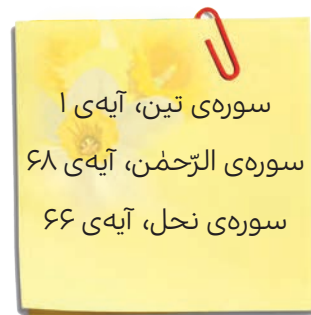 سوره‌ی تین، آیه‌ی ۱
سوره‌ی الرّحمٰن، آیه‌ی ۶۸
سوره‌ی نحل، آیه‌ی ۶۶